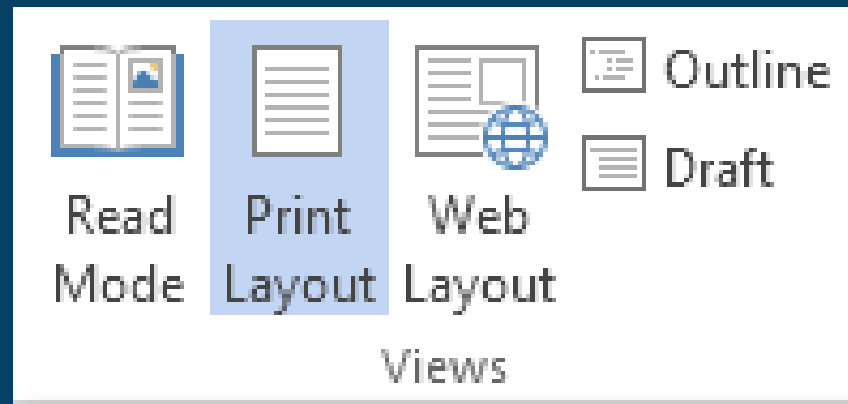 Read
Mode
Print
Layout
Web
Layout
Outline
Draft
Views